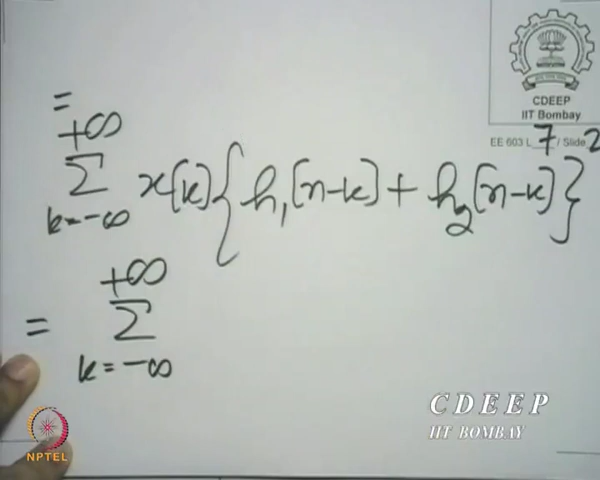 CDEEP
IIT Bombay
EE 603 L 7 / Slide 2
=
+∞
Σ x[k]{h₁[n-k] + h₂[n-k]}
k=-∞
+∞
= Σ
k=-∞
CDEEP
IIT BOMBAY
NPTEL